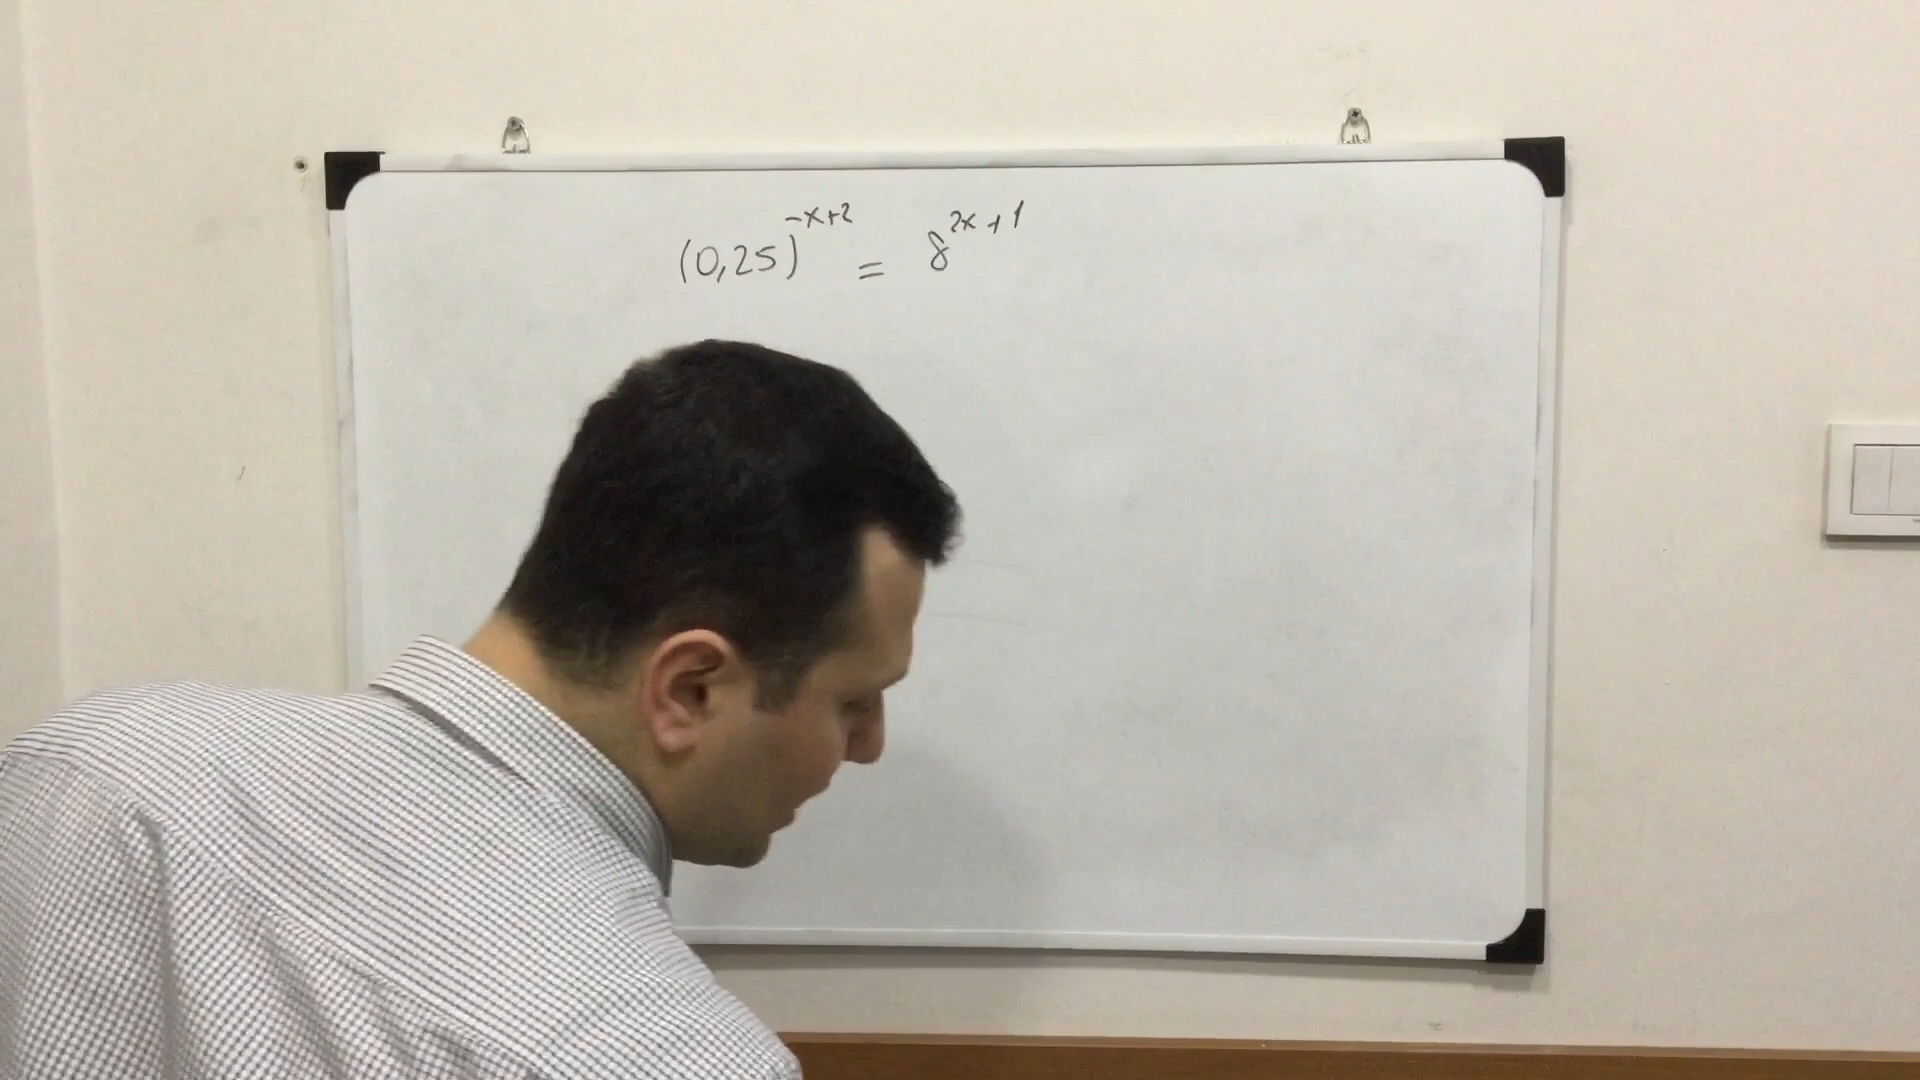 (0,25)^{-x+2} = 8^{2x+1}